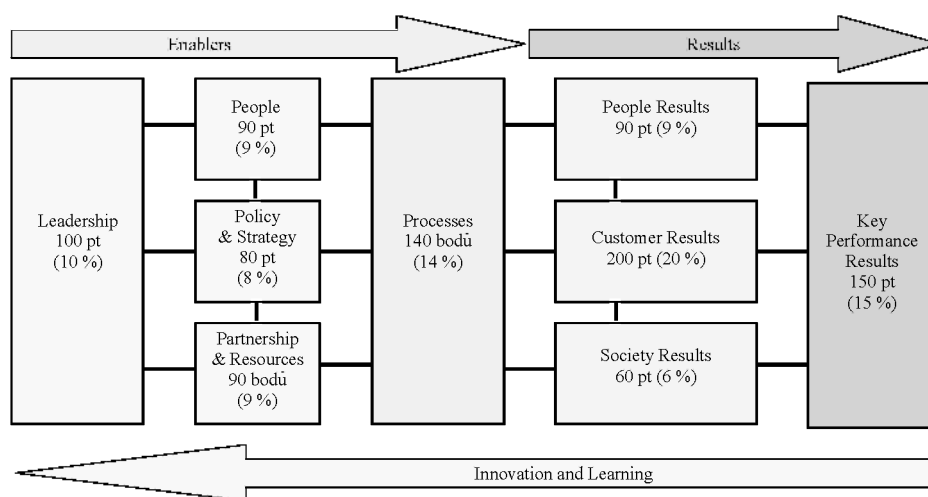 Enablers
Results
Leadership
100 pt
(10 %)
People
90 pt
(9 %)
Policy
& Strategy
80 pt
(8 %)
Partnership
& Resources
90 bodů
(9 %)
Processes
140 bodů
(14 %)
People Results
90 pt (9 %)
Customer Results
200 pt (20 %)
Society Results
60 pt (6 %)
Key
Performance
Results
150 pt
(15 %)
Innovation and Learning